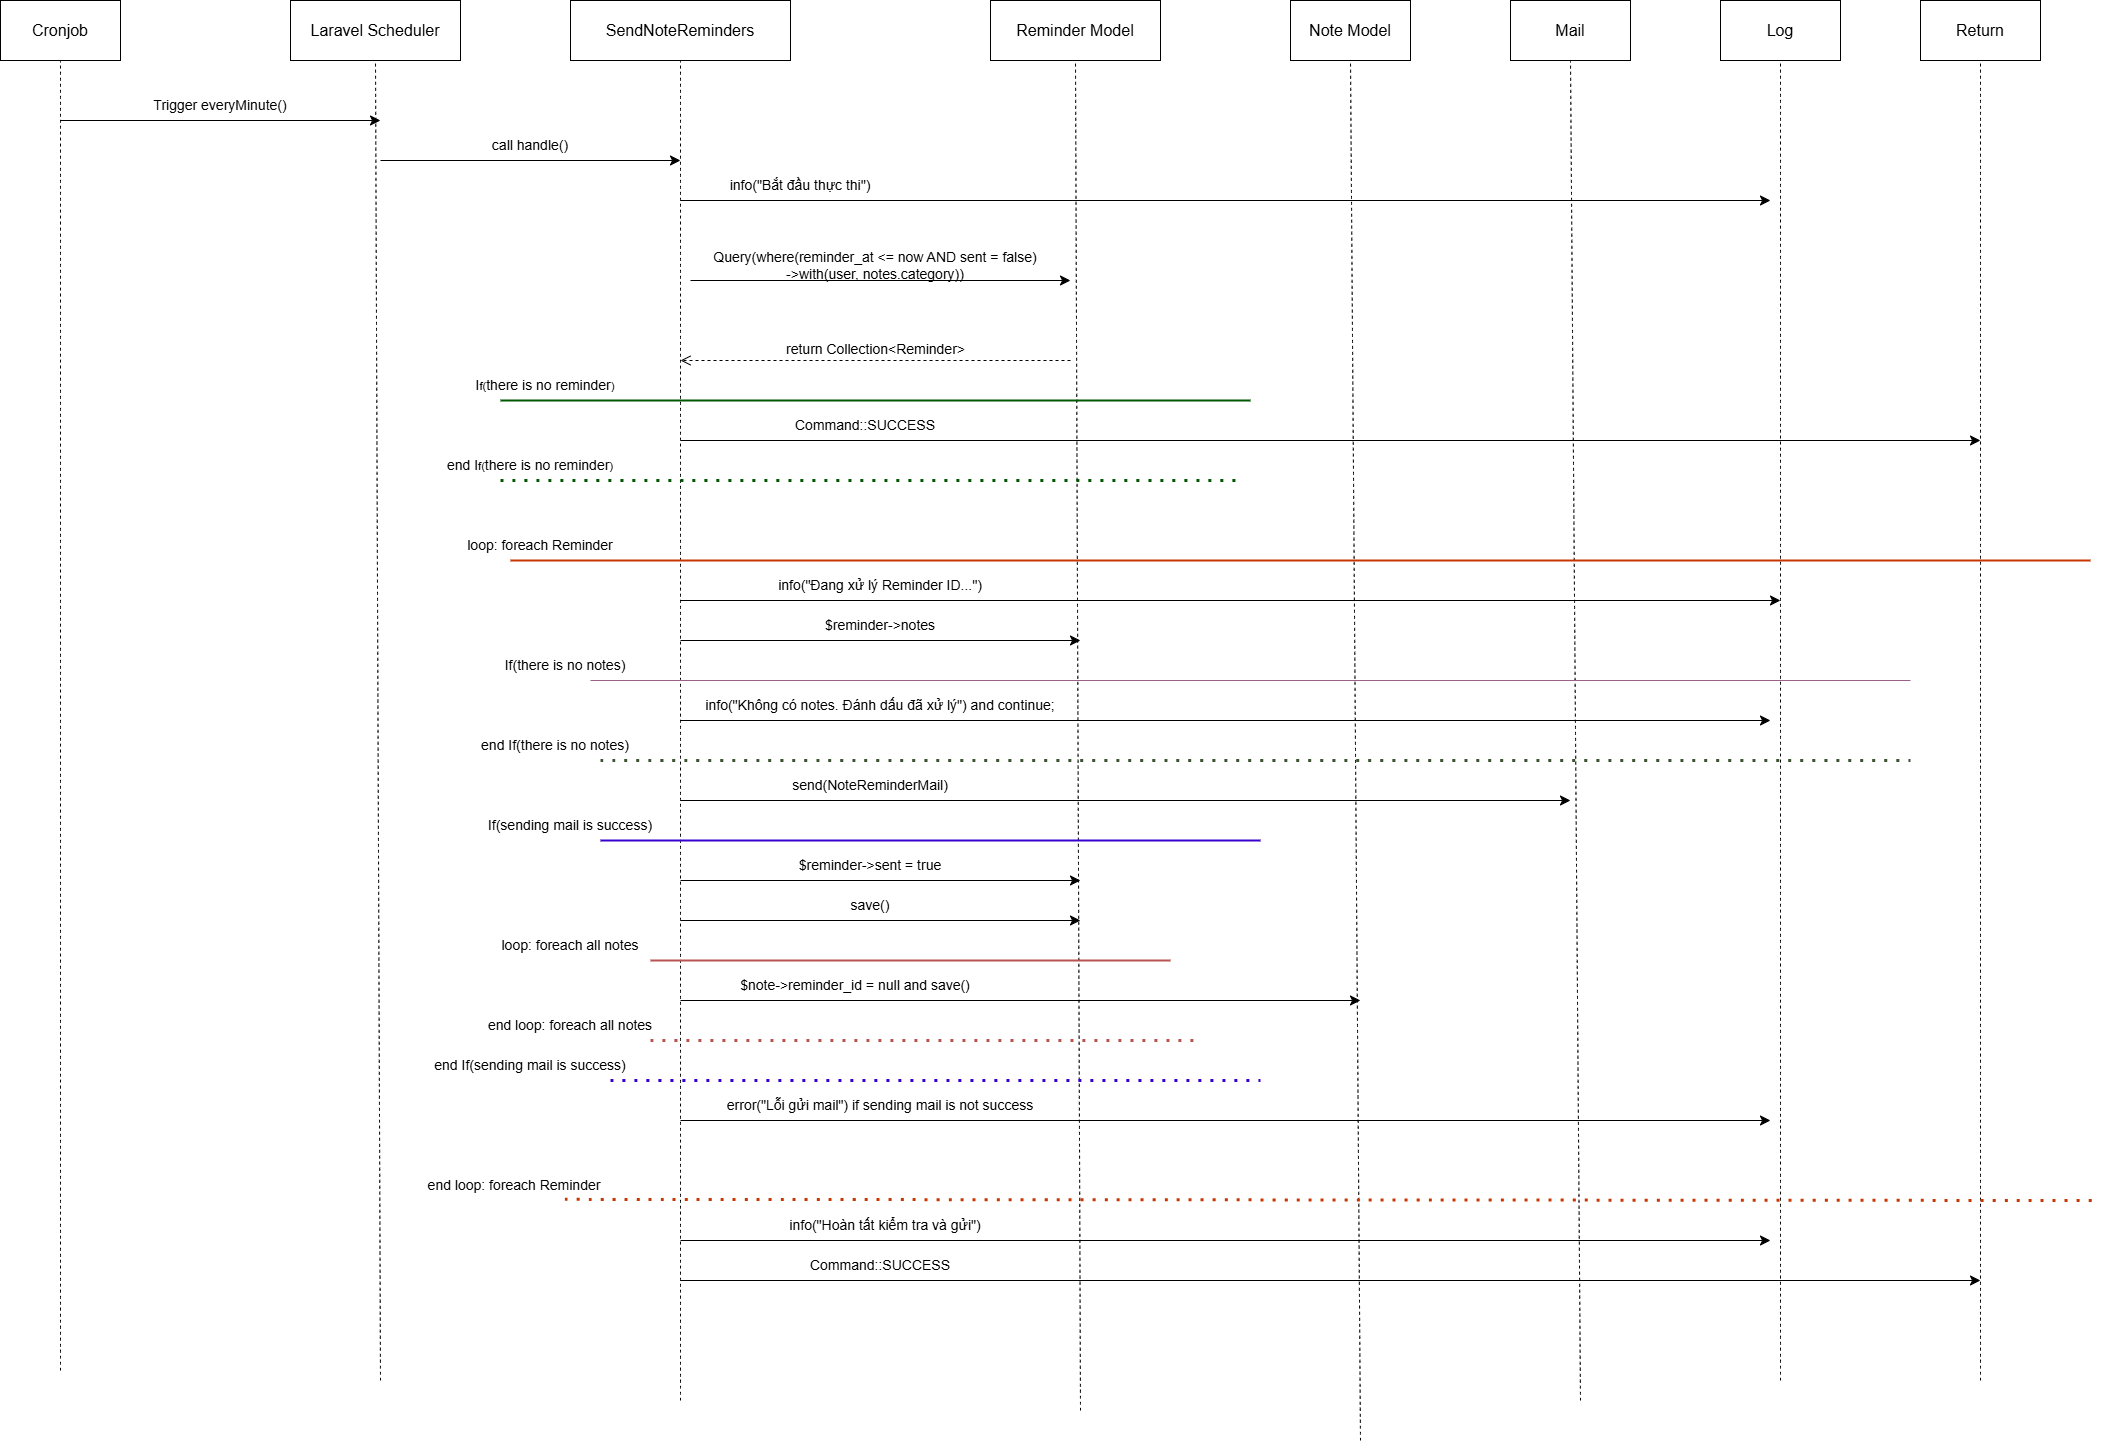 Cronjob
Laravel Scheduler
SendNoteReminders
Reminder Model
Note Model
Mail
Log
Return
Trigger everyMinute()
call handle()
info("Bắt đầu thực thi")
Query(where(reminder_at <= now AND sent = false)
->with(user, notes.category))
return Collection<Reminder>
If(there is no reminder)
Command::SUCCESS
end If(there is no reminder)
loop: foreach Reminder
info("Đang xử lý Reminder ID...")
$reminder->notes
If(there is no notes)
info("Không có notes. Đánh dấu đã xử lý") and continue;
end If(there is no notes)
send(NoteReminderMail)
If(sending mail is success)
$reminder->sent = true
save()
loop: foreach all notes
$note->reminder_id = null and save()
end loop: foreach all notes
end If(sending mail is success)
error("Lỗi gửi mail") if sending mail is not success
end loop: foreach Reminder
info("Hoàn tất kiểm tra và gửi")
Command::SUCCESS